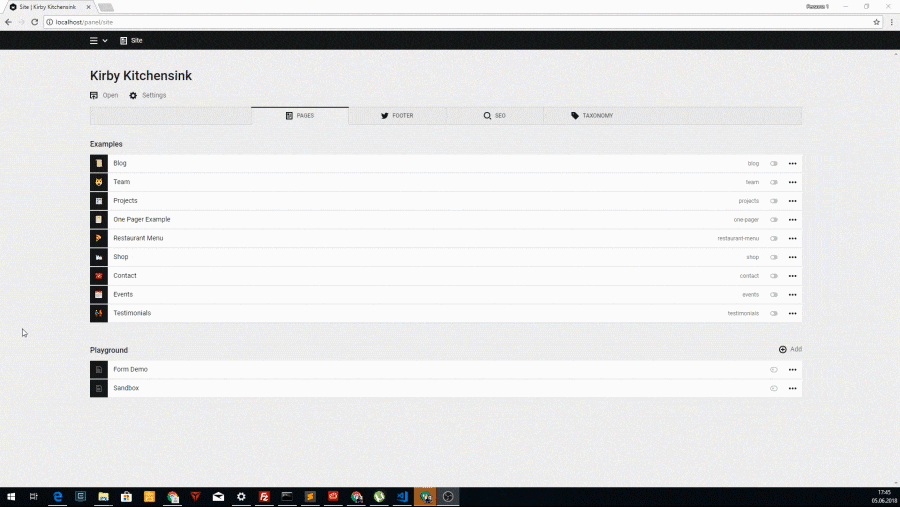 Site | Kirby Kitchensink
localhost/panel/site
Site
Kirby Kitchensink
Open Settings
PAGES FOOTER SEO TAXONOMY
Examples
Blog blog
Team team
Projects projects
One Pager Example one-pager
Restaurant Menu restaurant-menu
Shop shop
Contact contact
Events events
Testimonials testimonials
Playground Add
Form Demo
Sandbox
17:45
05.06.2018